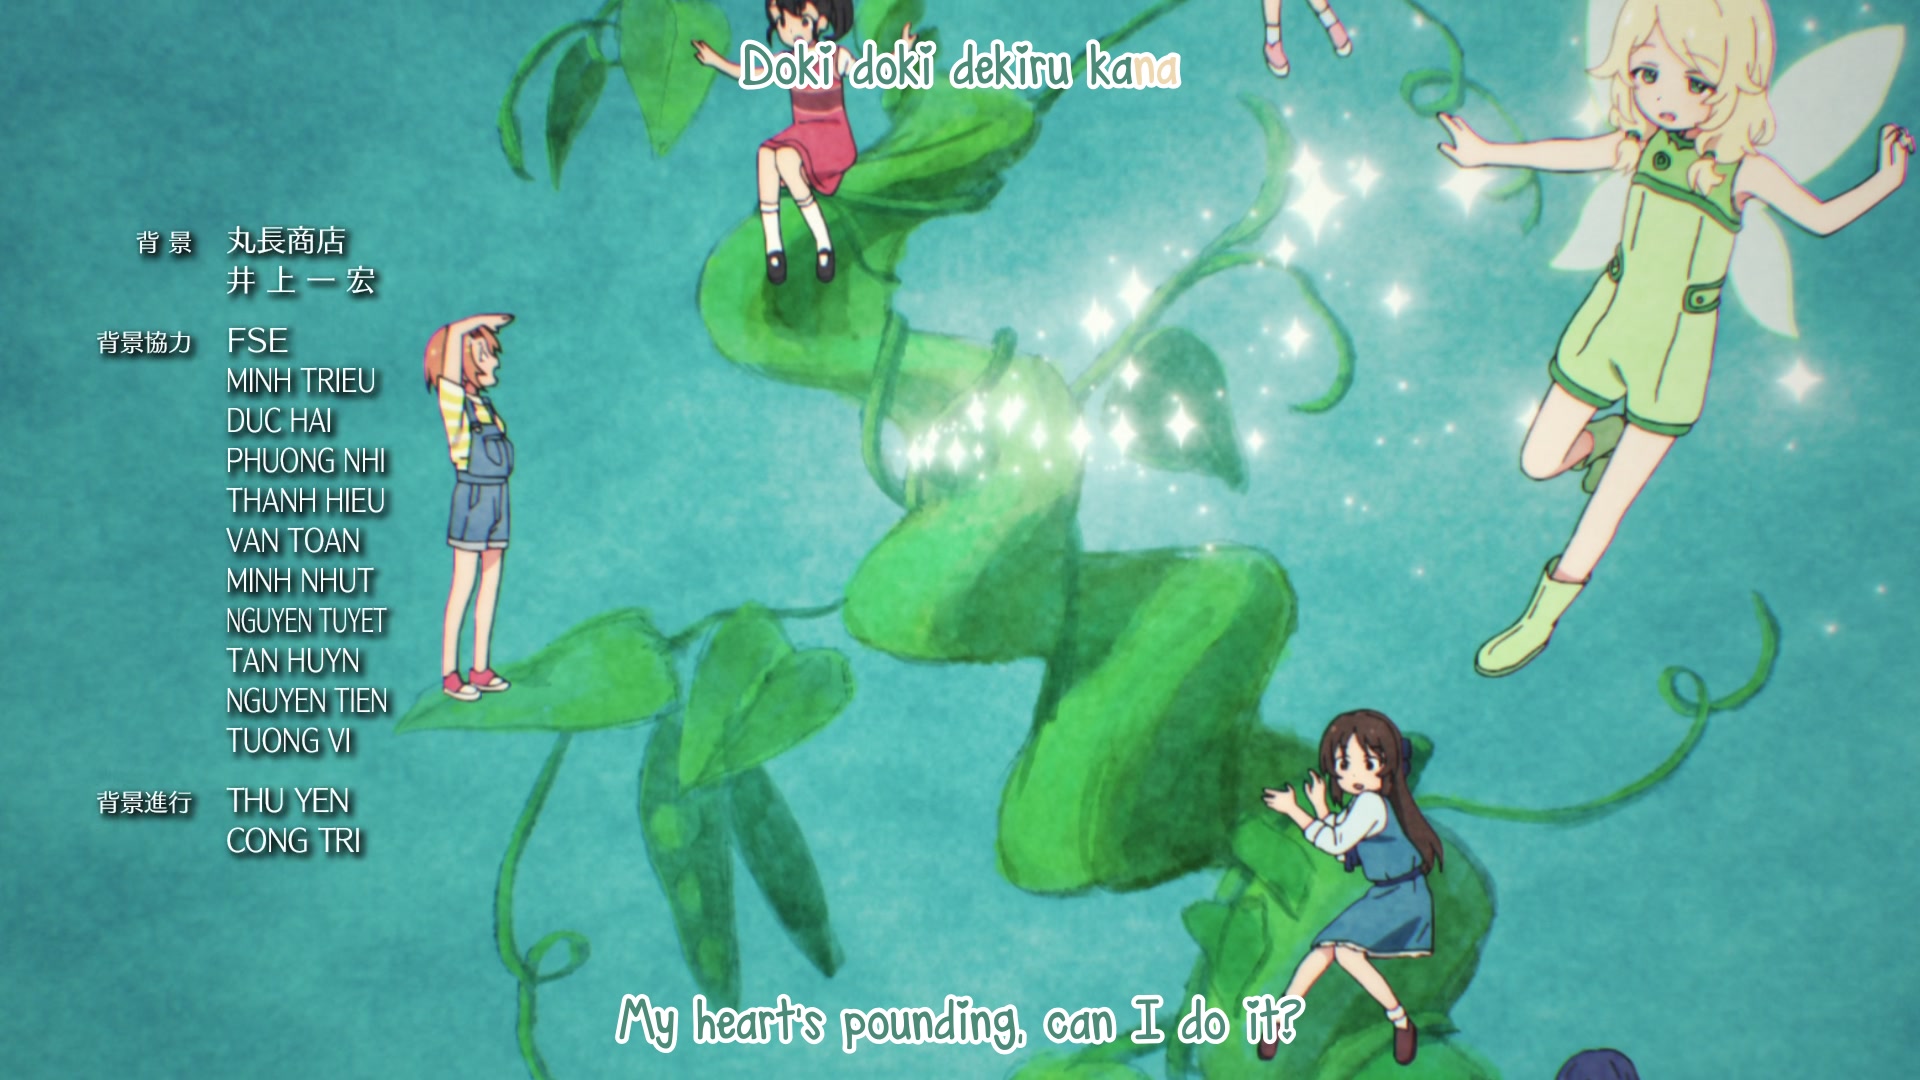 Doki doki dekiru kana
背景 丸長商店
井上一宏
背景協力 FSE
MINH TRIEU
DUC HAI
PHUONG NHI
THANH HIEU
VAN TOAN
MINH NHUT
NGUYEN TUYET
TAN HUYN
NGUYEN TIEN
TUONG VI
背景進行 THU YEN
CONG TRI
My heart's pounding, can I do it?